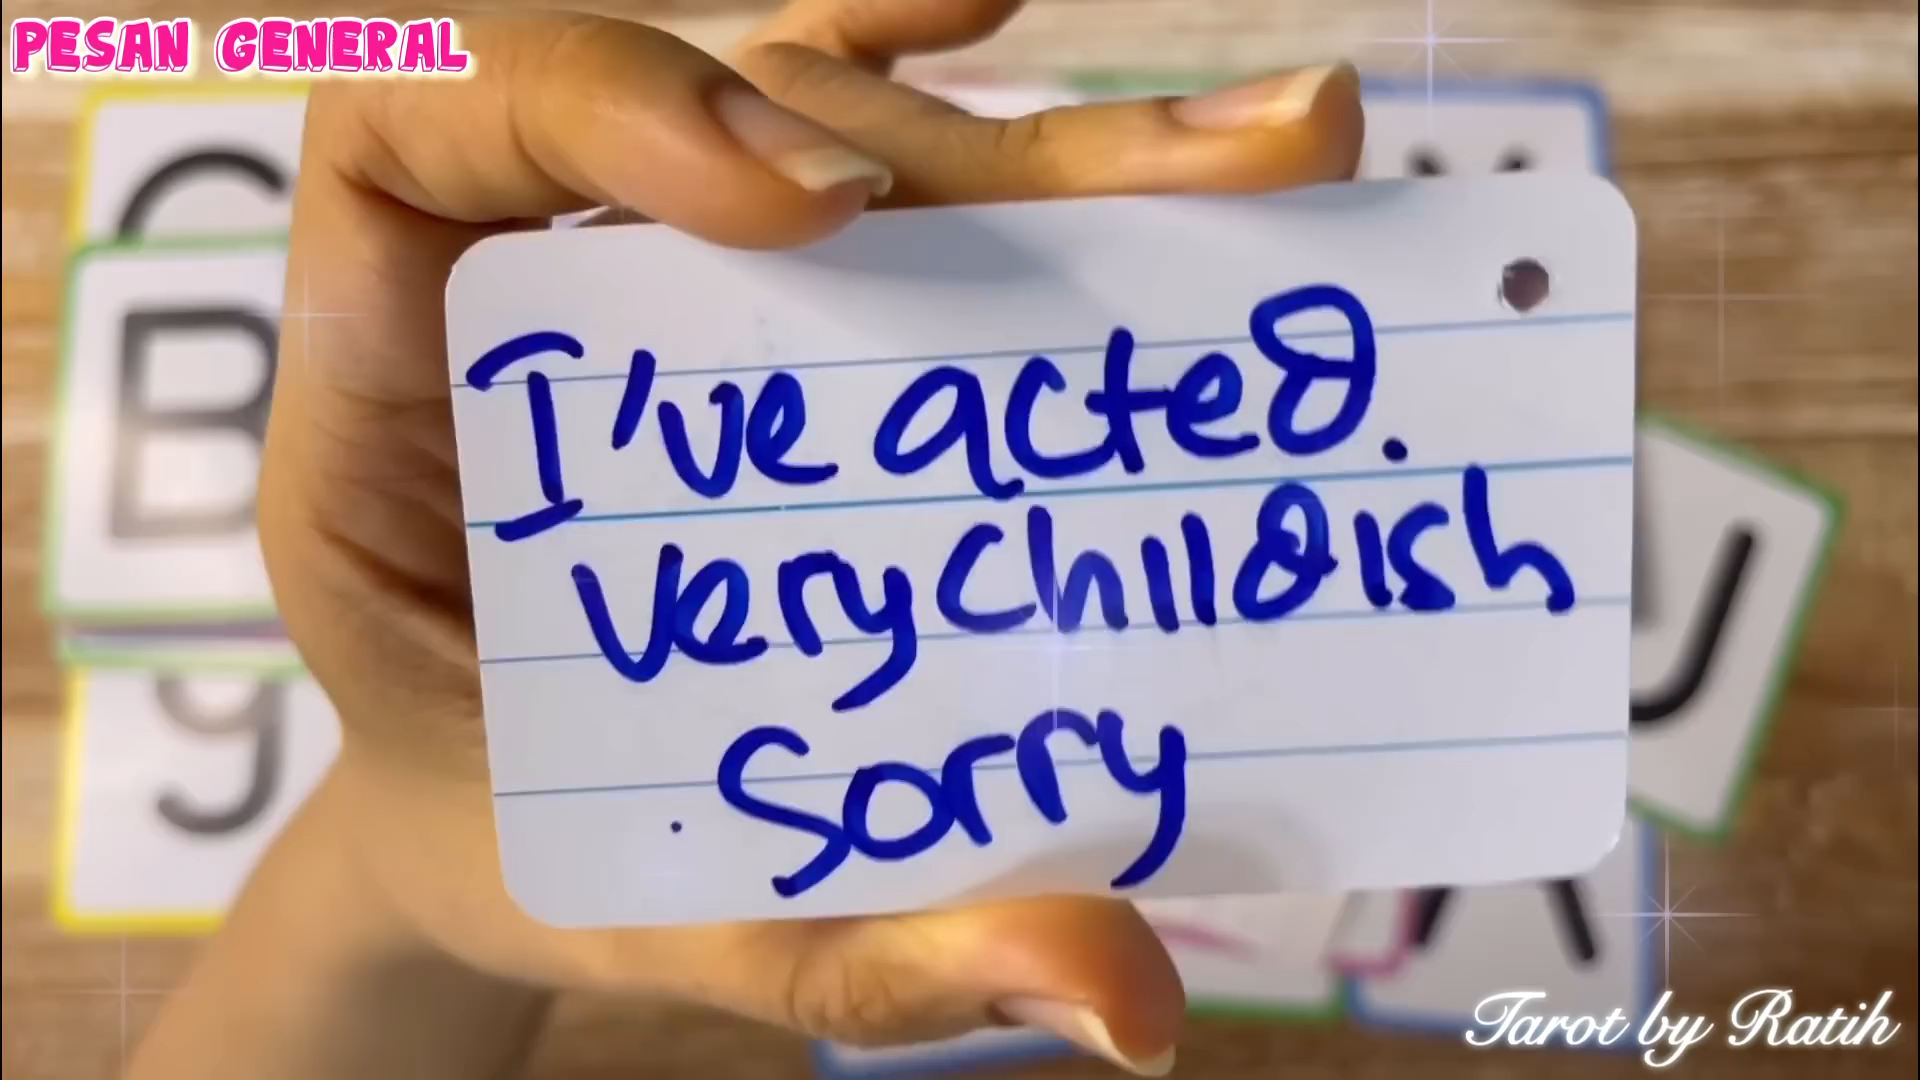 PESAN GENERAL
I've acted.
very childish
. Sorry
C
B
g
J
Tarot by Ratih